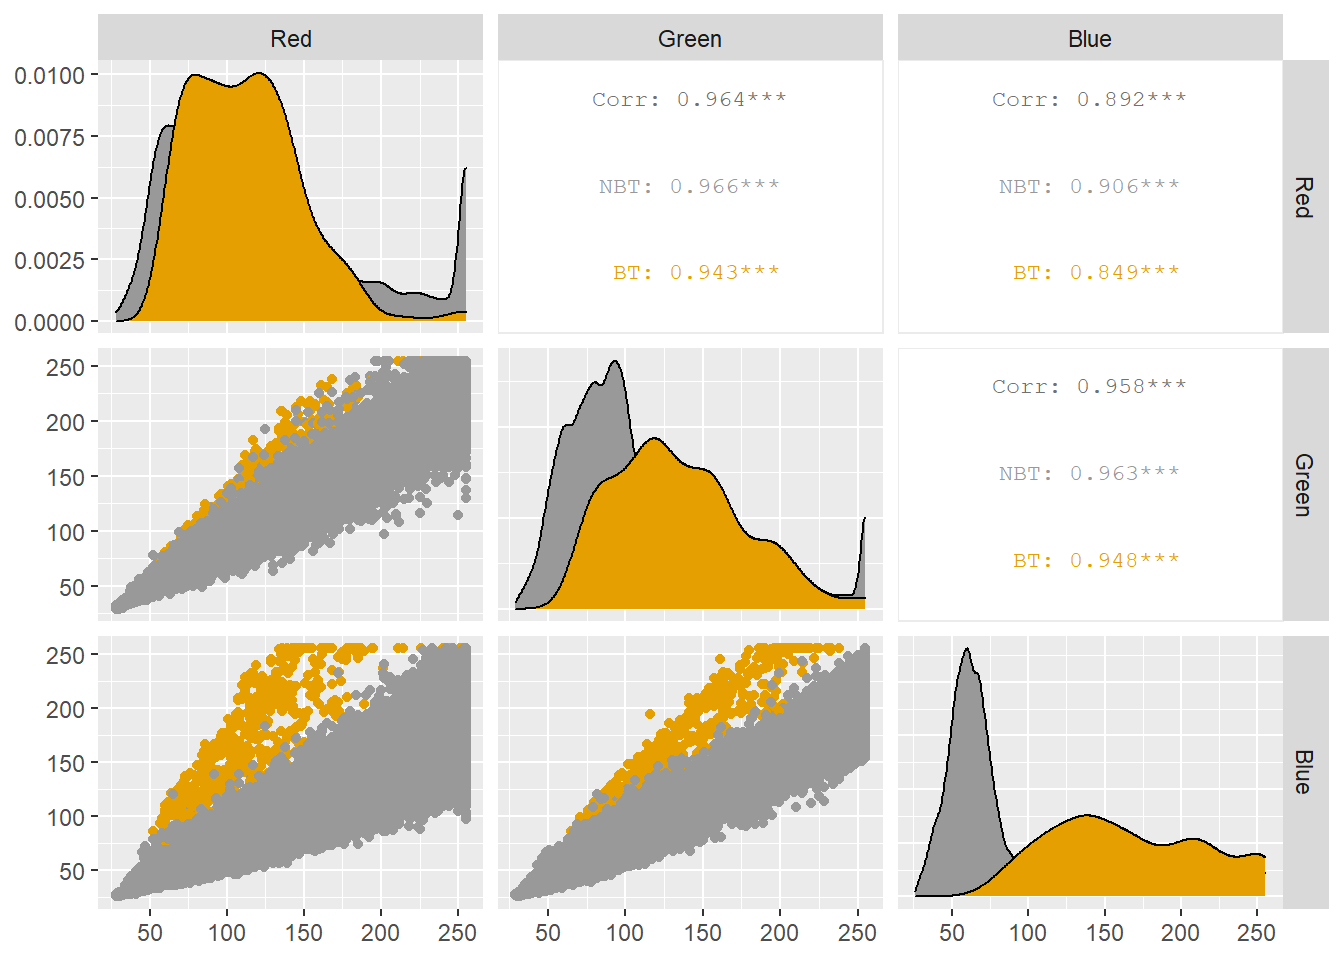 Red Green Blue
0.0100
0.0075
0.0050
0.0025
0.0000
Corr: 0.964***
NBT: 0.966***
BT: 0.943***
Corr: 0.892***
NBT: 0.906***
BT: 0.849***
Red
250
200
150
100
50
Corr: 0.958***
NBT: 0.963***
BT: 0.948***
Green
250
200
150
100
50
Blue
50 100 150 200 250 50 100 150 200 250 50 100 150 200 250